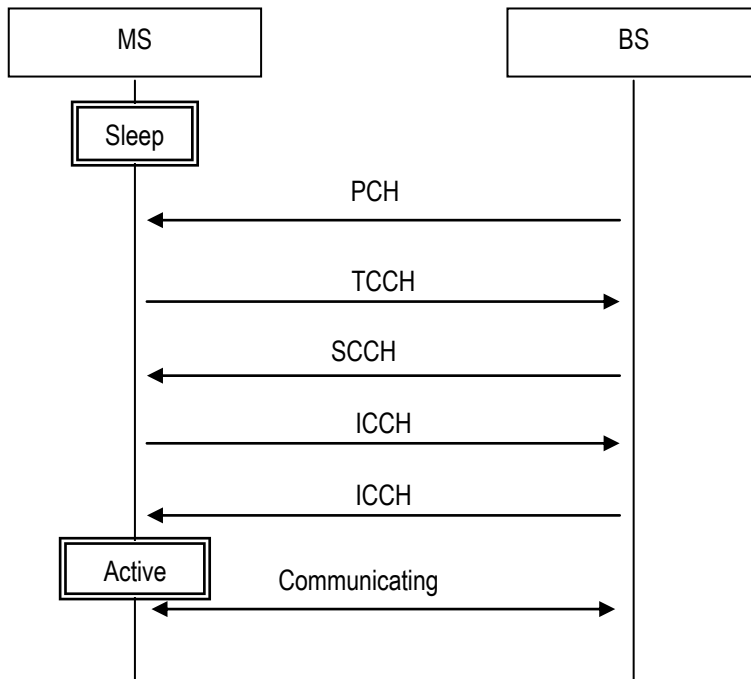 MS
BS
Sleep
PCH
TCCH
SCCH
ICCH
ICCH
Active
Communicating